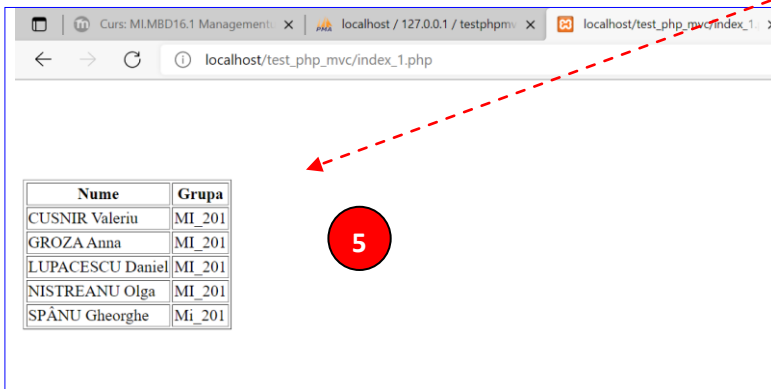 Curs: MI.MBD16.1 Management
localhost / 127.0.0.1 / testphpmv
localhost/test_php_mvc/index_1.p
localhost/test_php_mvc/index_1.php
Nume Grupa
CUSNIR Valeriu MI_201
GROZA Anna MI_201
LUPACESCU Daniel MI_201
NISTREANU Olga MI_201
SPÂNU Gheorghe Mi_201
5